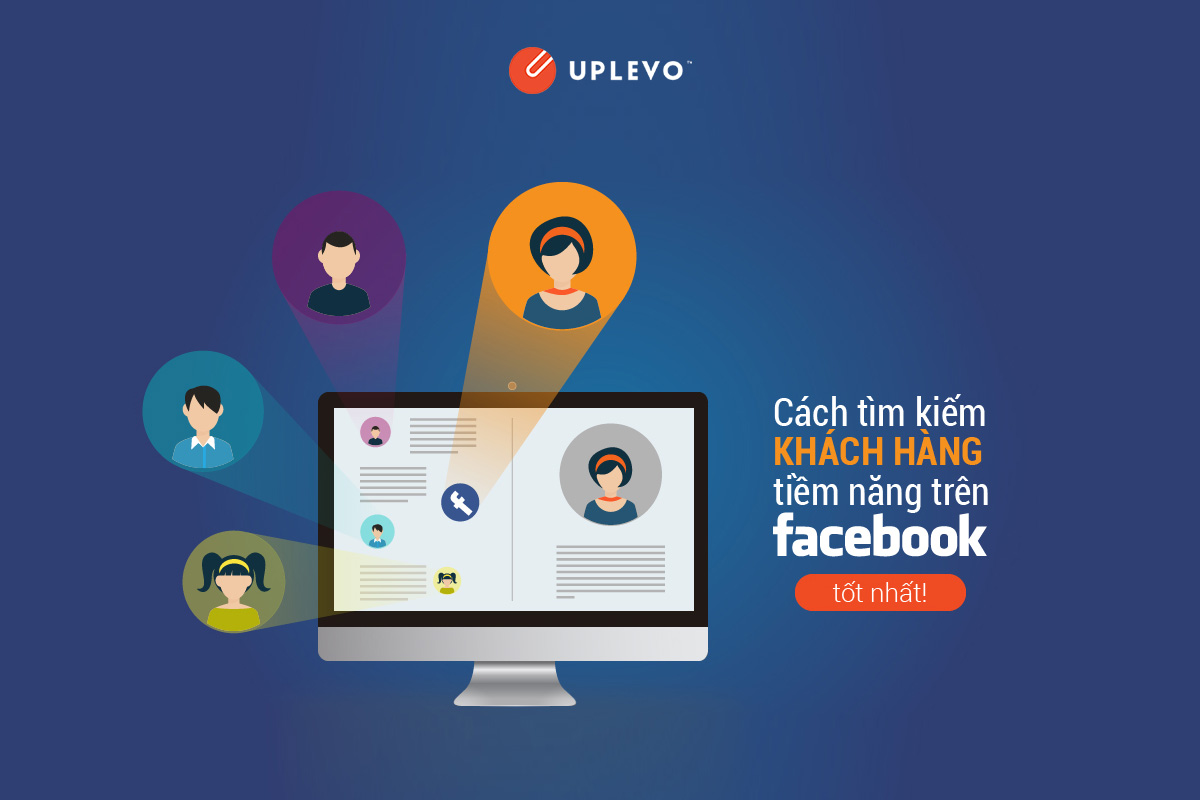 UPLEVO™
Cách tìm kiếm
KHÁCH HÀNG
tiềm năng trên
facebook
tốt nhất!